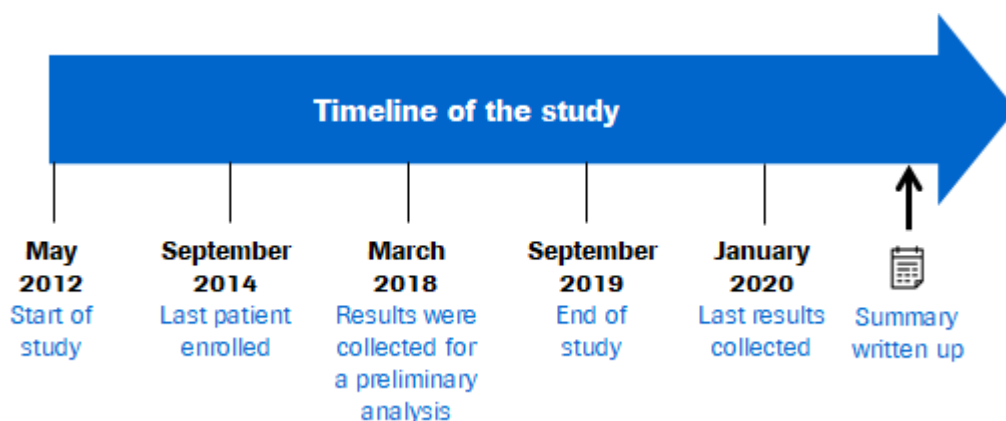 Timeline of the study
May
2012
Start of
study
September
2014
Last patient
enrolled
March
2018
Results were
collected for
a preliminary
analysis
September
2019
End of
study
January
2020
Last results
collected
Summary
written up